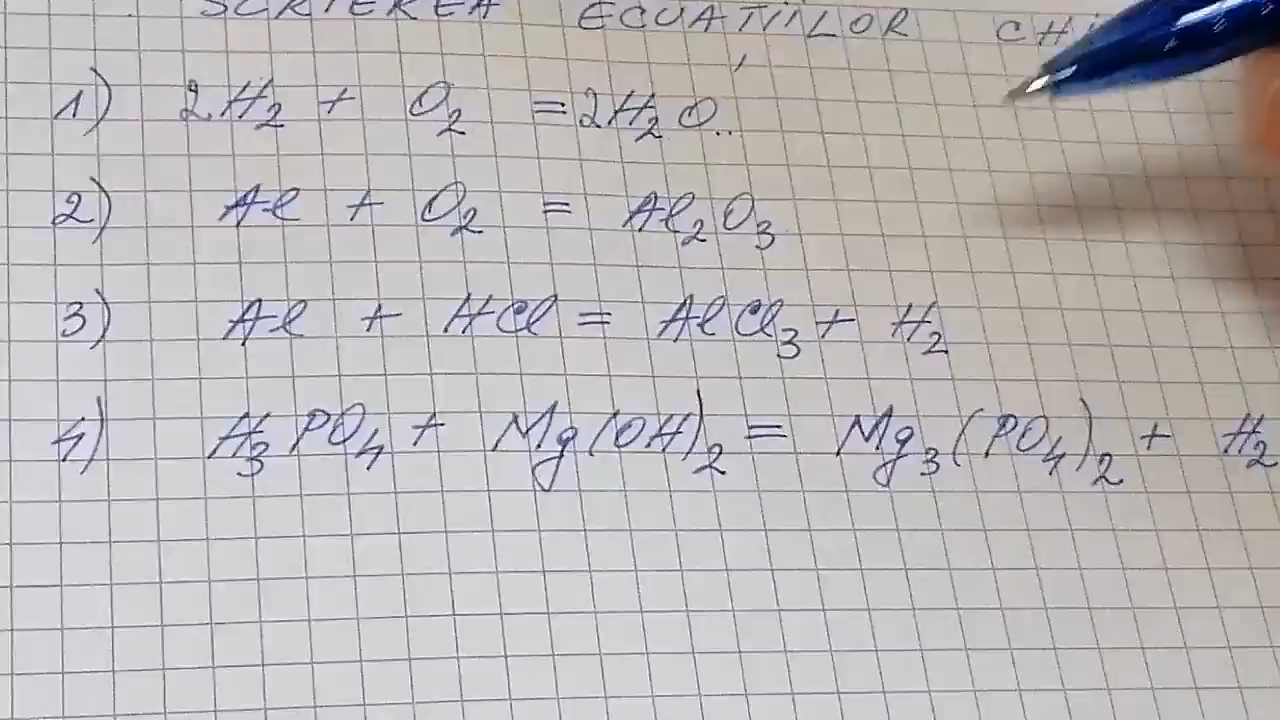 SCRIEREA ECUAȚIILOR CHI
1) 2H₂ + O₂ = 2H₂O..
2) Al + O₂ = Al₂O₃
3) Al + HCl = AlCl₃ + H₂
4) H₃PO₄ + Mg(OH)₂ = Mg₃(PO₄)₂ + H₂